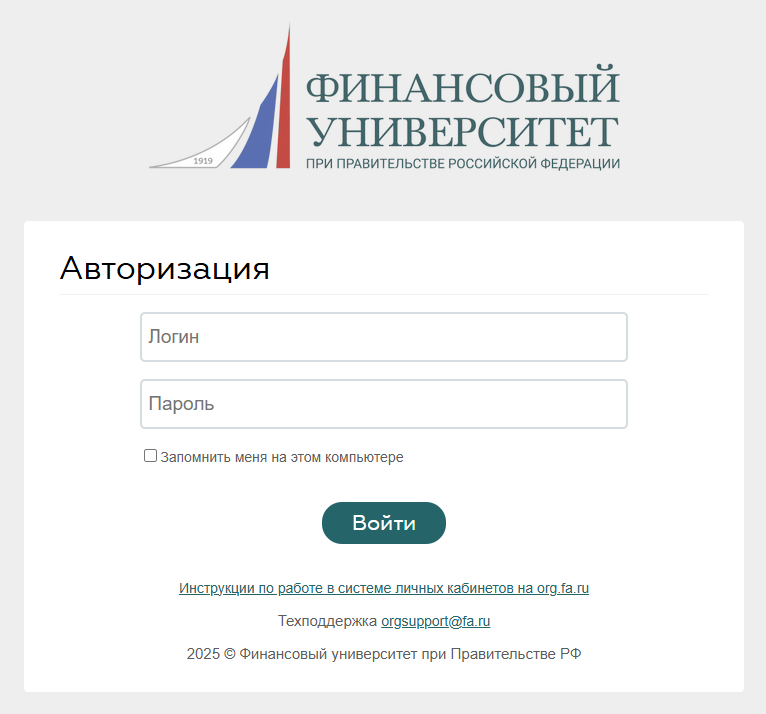 1919
ФИНАНСОВЫЙ
УНИВЕРСИТЕТ
ПРИ ПРАВИТЕЛЬСТВЕ РОССИЙСКОЙ ФЕДЕРАЦИИ
Авторизация
Логин
Пароль
Запомнить меня на этом компьютере
Войти
Инструкции по работе в системе личных кабинетов на org.fa.ru
Техподдержка orgsupport@fa.ru
2025 © Финансовый университет при Правительстве РФ